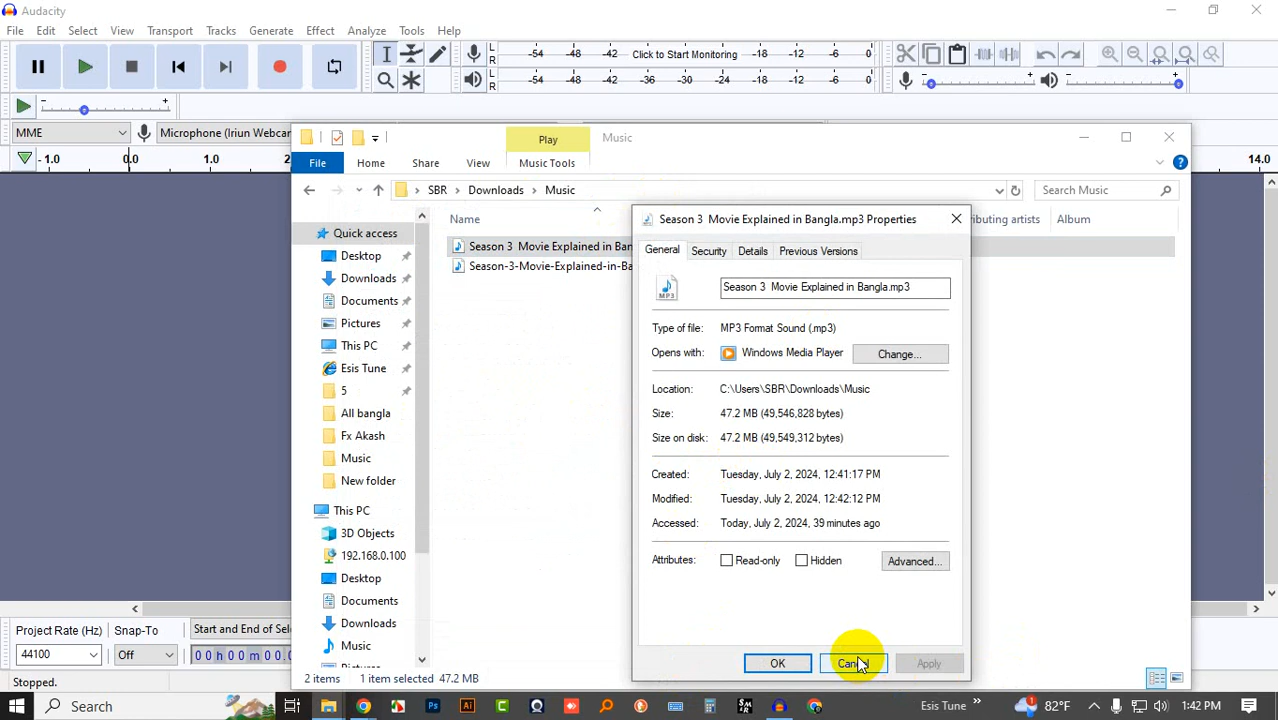 Audacity
File Edit Select View Transport Tracks Generate Effect Analyze Tools Help
L R -54 -48 -42 Click to Start Monitoring -12 -6 0
L R -54 -48 -42 -36 -30 -24 -18 -12 -6 0
- +
MME Microphone (Iriun Webcam
- 1.0 0.0 1.0 14.0
Play Music
File Home Share View Music Tools
SBR Downloads Music Search Music
Name Album
Quick access
Season 3 Movie Explained in
Season-3-Movie-Explained-in-
Desktop
Downloads
Documents
Pictures
This PC
Esis Tune
5
All bangla
Fx Akash
Music
New folder
This PC
3D Objects
192.168.0.100
Desktop
Documents
Downloads
Music
2 items 1 item selected 47.2 MB
Season 3 Movie Explained in Bangla.mp3 Properties
General Security Details Previous Versions
MP3
Season 3 Movie Explained in Bangla.mp3
Type of file: MP3 Format Sound (.mp3)
Opens with: Windows Media Player Change...
Location: C:\Users\SBR\Downloads\Music
Size: 47.2 MB (49,546,828 bytes)
Size on disk: 47.2 MB (49,549,312 bytes)
Created: Tuesday, July 2, 2024, 12:41:17 PM
Modified: Tuesday, July 2, 2024, 12:42:12 PM
Accessed: Today, July 2, 2024, 39 minutes ago
Attributes: Read-only Hidden Advanced...
OK Cancel Apply
Project Rate (Hz) Snap-To Start and End of
44100 Off 00 h 00 m 00.
Stopped.
Search Esis Tune 82°F 1:42 PM